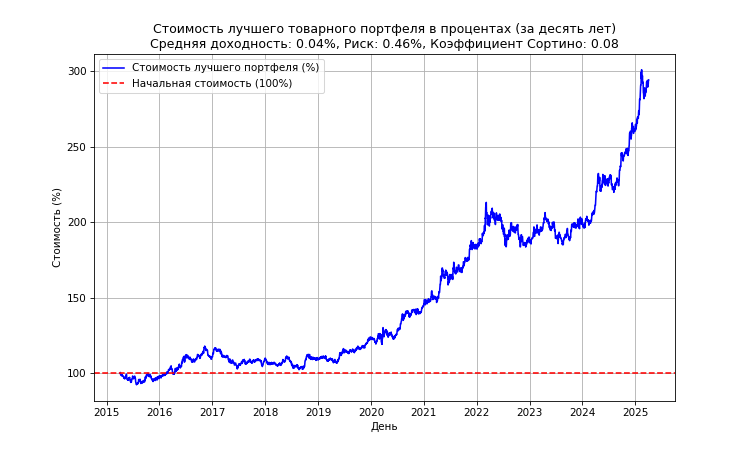 Стоимость лучшего товарного портфеля в процентах (за десять лет)
Средняя доходность: 0.04%, Риск: 0.46%, Коэффициент Сортино: 0.08
Стоимость лучшего портфеля (%)
Начальная стоимость (100%)
Стоимость (%)
300
250
200
150
100
2015 2016 2017 2018 2019 2020 2021 2022 2023 2024 2025
День